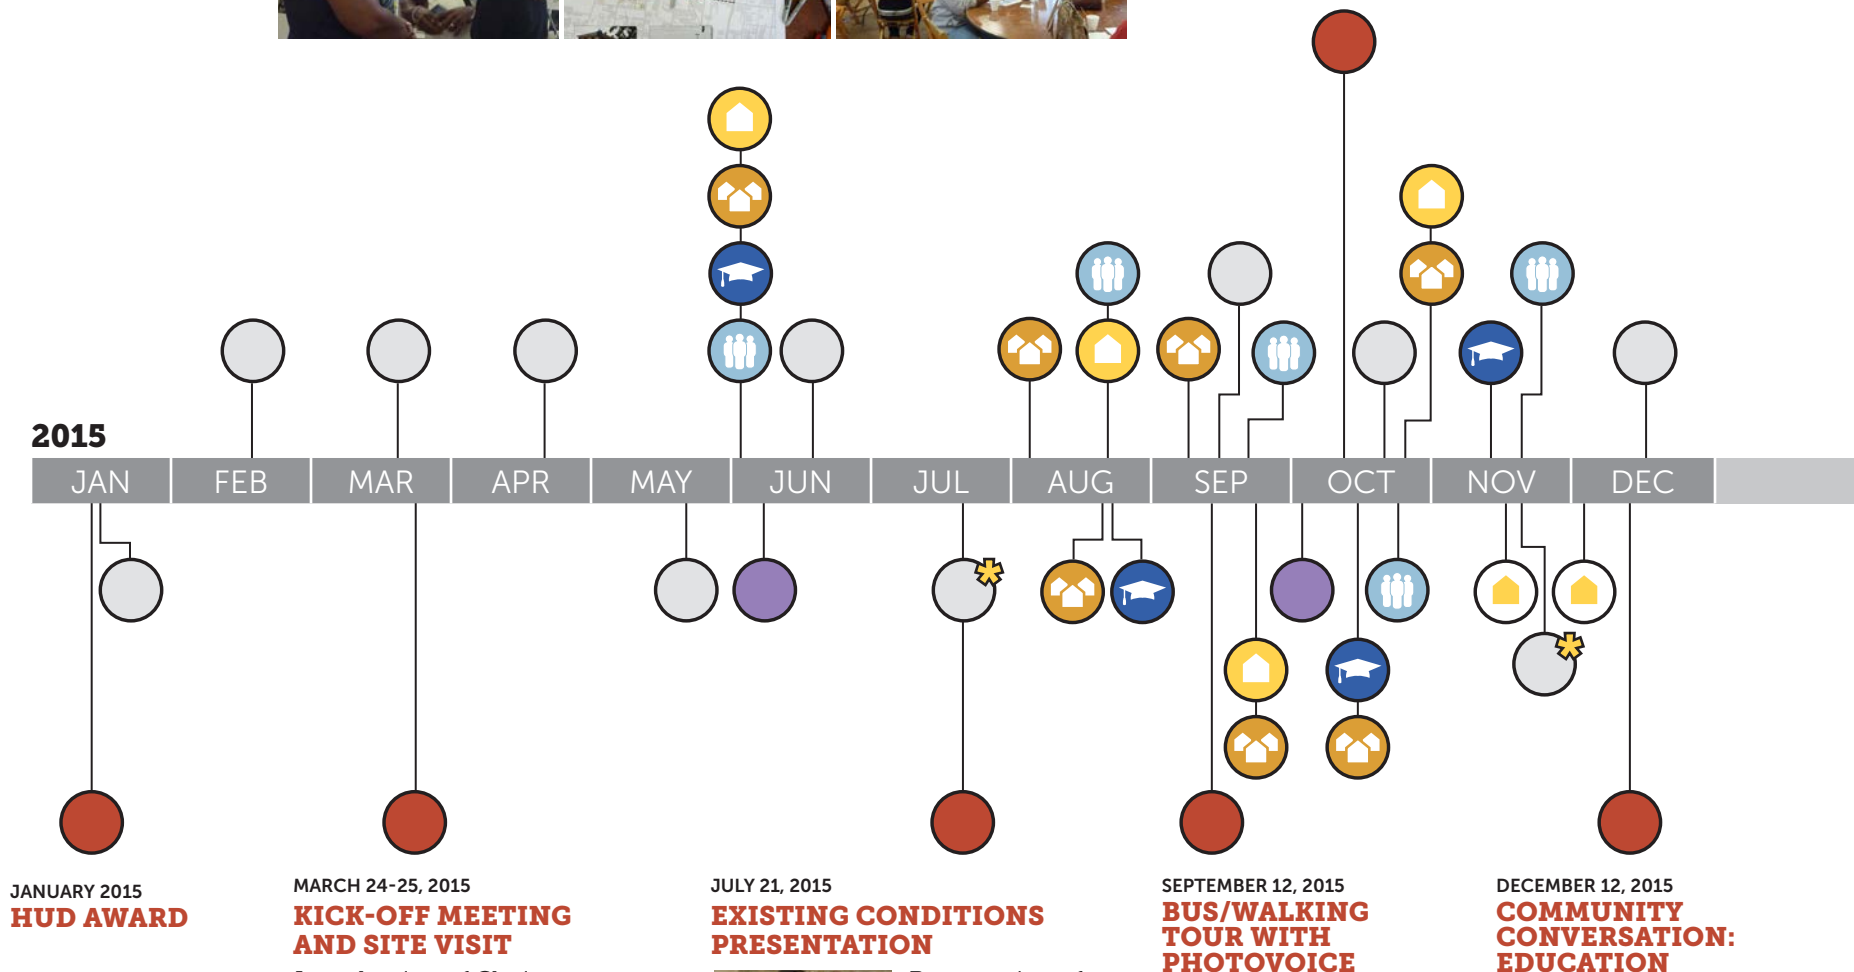 2015
JAN FEB MAR APR MAY JUN JUL AUG SEP OCT NOV DEC
JANUARY 2015
HUD AWARD
MARCH 24-25, 2015
KICK-OFF MEETING
AND SITE VISIT
JULY 21, 2015
EXISTING CONDITIONS
PRESENTATION
SEPTEMBER 12, 2015
BUS/WALKING
TOUR WITH
PHOTOVOICE
DECEMBER 12, 2015
COMMUNITY
CONVERSATION:
EDUCATION